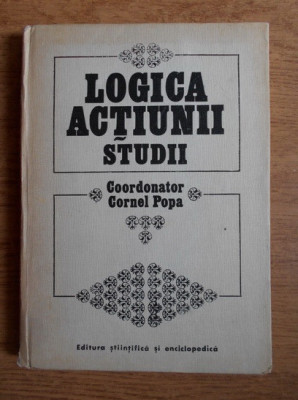 LOGICA
ACȚIUNII
STUDII
Coordonator
Cornel Popa
Editura științifică și enciclopedică